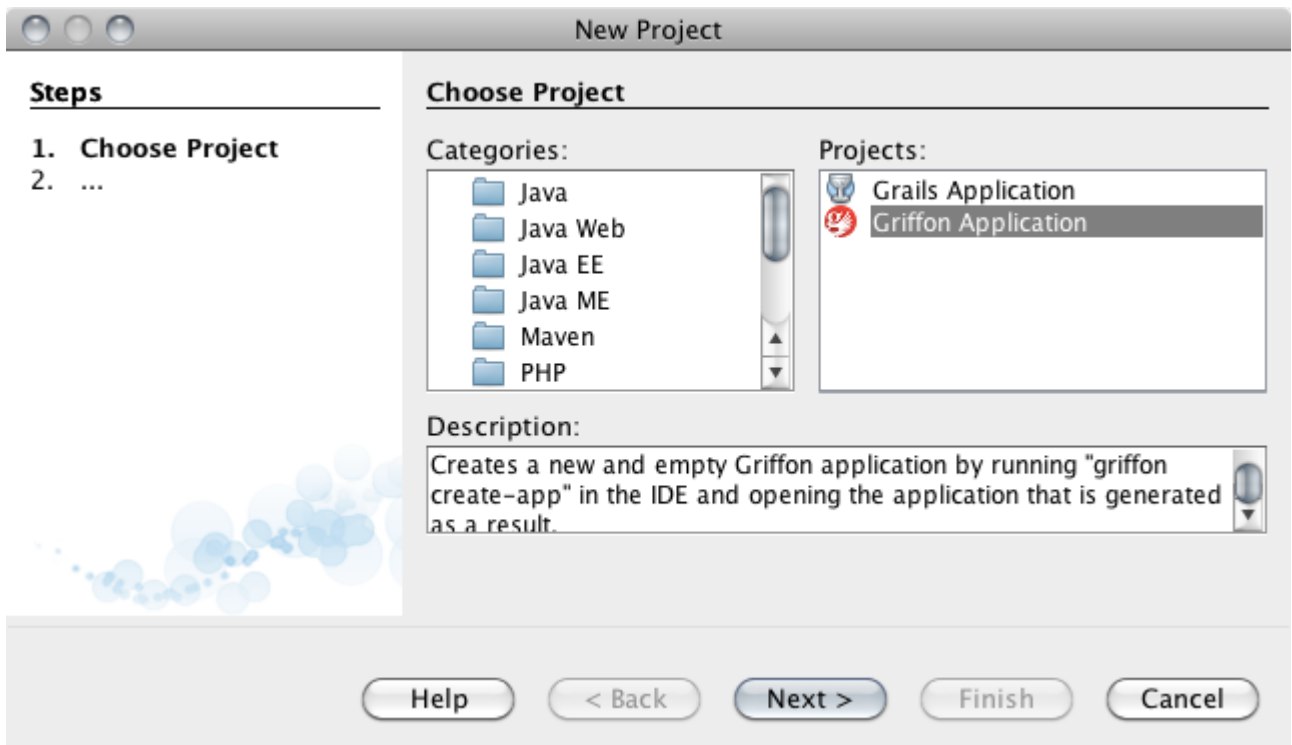 New Project
Steps
1. Choose Project
2. ...
Choose Project
Categories:
Java
Java Web
Java EE
Java ME
Maven
PHP
Projects:
Grails Application
Griffon Application
Description:
Creates a new and empty Griffon application by running "griffon
create-app" in the IDE and opening the application that is generated
as a result.
Help
< Back
Next >
Finish
Cancel